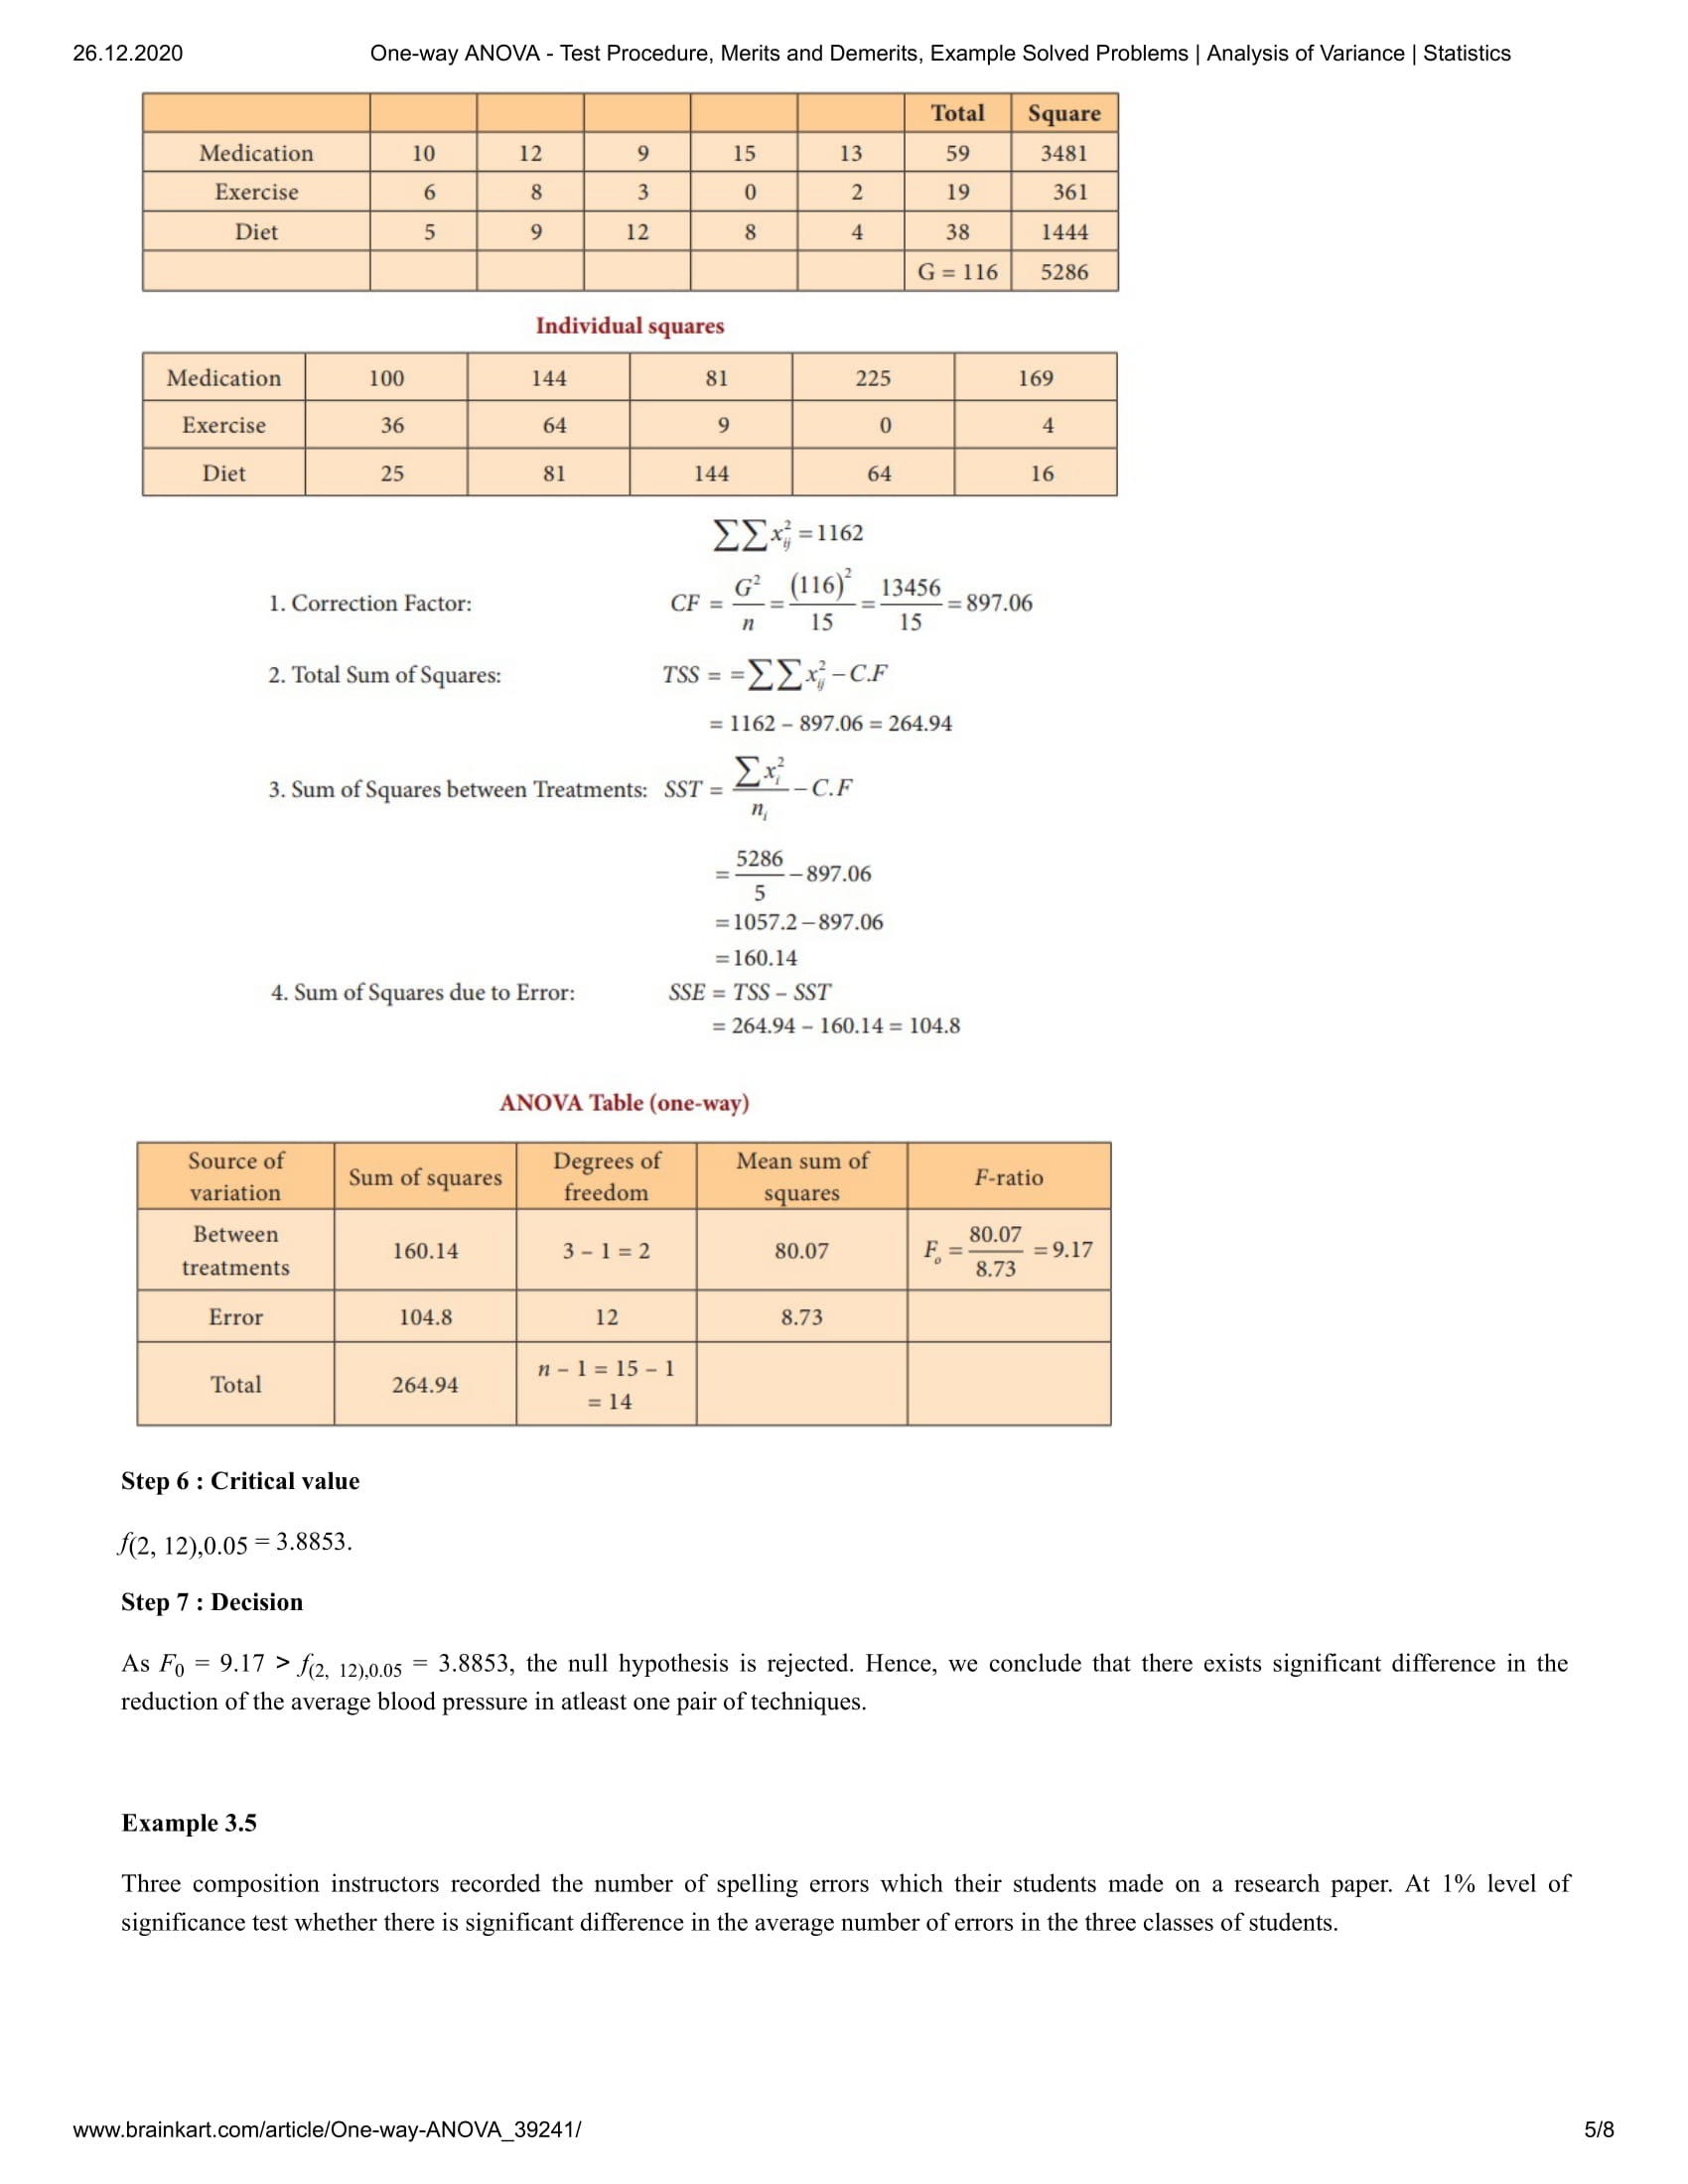 26.12.2020 One-way ANOVA - Test Procedure, Merits and Demerits, Example Solved Problems | Analysis of Variance | Statistics
Total Square
Medication 10 12 9 15 13 59 3481
Exercise 6 8 3 0 2 19 361
Diet 5 9 12 8 4 38 1444
G = 116 5286
Individual squares
Medication 100 144 81 225 169
Exercise 36 64 9 0 4
Diet 25 81 144 64 16
∑∑x²ᵢⱼ = 1162
1. Correction Factor: CF = G²/n = (116)²/15 = 13456/15 = 897.06
2. Total Sum of Squares: TSS = =∑∑x²ᵢⱼ – C.F
= 1162 – 897.06 = 264.94
3. Sum of Squares between Treatments: SST = ∑x²ᵢ/nᵢ – C.F
= 5286/5 – 897.06
= 1057.2 – 897.06
= 160.14
4. Sum of Squares due to Error: SSE = TSS – SST
= 264.94 – 160.14 = 104.8
ANOVA Table (one-way)
Source of variation Sum of squares Degrees of freedom Mean sum of squares F-ratio
Between treatments 160.14 3 – 1 = 2 80.07 Fₒ = 80.07/8.73 = 9.17
Error 104.8 12 8.73
Total 264.94 n – 1 = 15 – 1 = 14
Step 6 : Critical value
f(2, 12),0.05 = 3.8853.
Step 7 : Decision
As F₀ = 9.17 > f(2, 12),0.05 = 3.8853, the null hypothesis is rejected. Hence, we conclude that there exists significant difference in the
reduction of the average blood pressure in atleast one pair of techniques.
Example 3.5
Three composition instructors recorded the number of spelling errors which their students made on a research paper. At 1% level of
significance test whether there is significant difference in the average number of errors in the three classes of students.
www.brainkart.com/article/One-way-ANOVA_39241/ 5/8